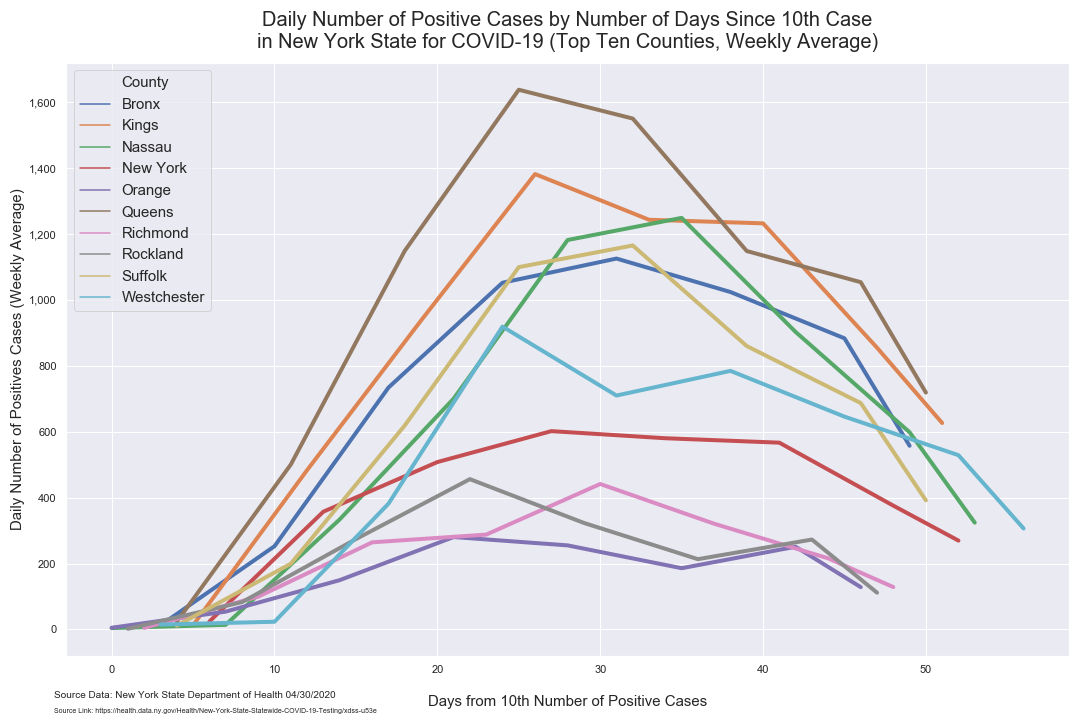 Daily Number of Positive Cases by Number of Days Since 10th Case
in New York State for COVID-19 (Top Ten Counties, Weekly Average)
Daily Number of Positives Cases (Weekly Average)
1,600
1,400
1,200
1,000
800
600
400
200
0
County
Bronx
Kings
Nassau
New York
Orange
Queens
Richmond
Rockland
Suffolk
Westchester
0 10 20 30 40 50
Days from 10th Number of Positive Cases
Source Data: New York State Department of Health 04/30/2020
Source Link: https://health.data.ny.gov/Health/New-York-State-Statewide-COVID-19-Testing/xdss-u53e